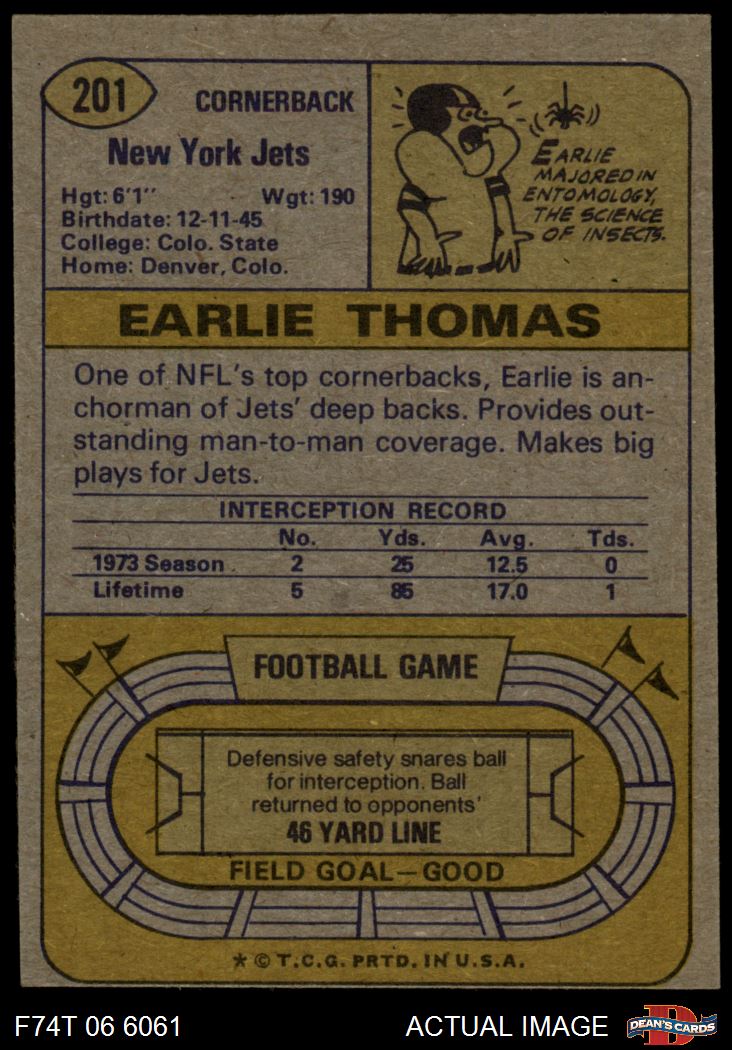 201
CORNERBACK
New York Jets
Hgt: 6'1" Wgt: 190
Birthdate: 12-11-45
College: Colo. State
Home: Denver, Colo.
EARLIE
MAJORED IN
ENTOMOLOGY,
THE SCIENCE
OF INSECTS.
EARLIE THOMAS
One of NFL's top cornerbacks, Earlie is an-
chorman of Jets' deep backs. Provides out-
standing man-to-man coverage. Makes big
plays for Jets.
INTERCEPTION RECORD
No. Yds. Avg. Tds.
1973 Season 2 25 12.5 0
Lifetime 5 85 17.0 1
FOOTBALL GAME
Defensive safety snares ball
for interception. Ball
returned to opponents'
46 YARD LINE
FIELD GOAL—GOOD
* © T.C.G. PRTD. IN U.S.A.
F74T 06 6061 ACTUAL IMAGE
D
DEAN'S CARDS